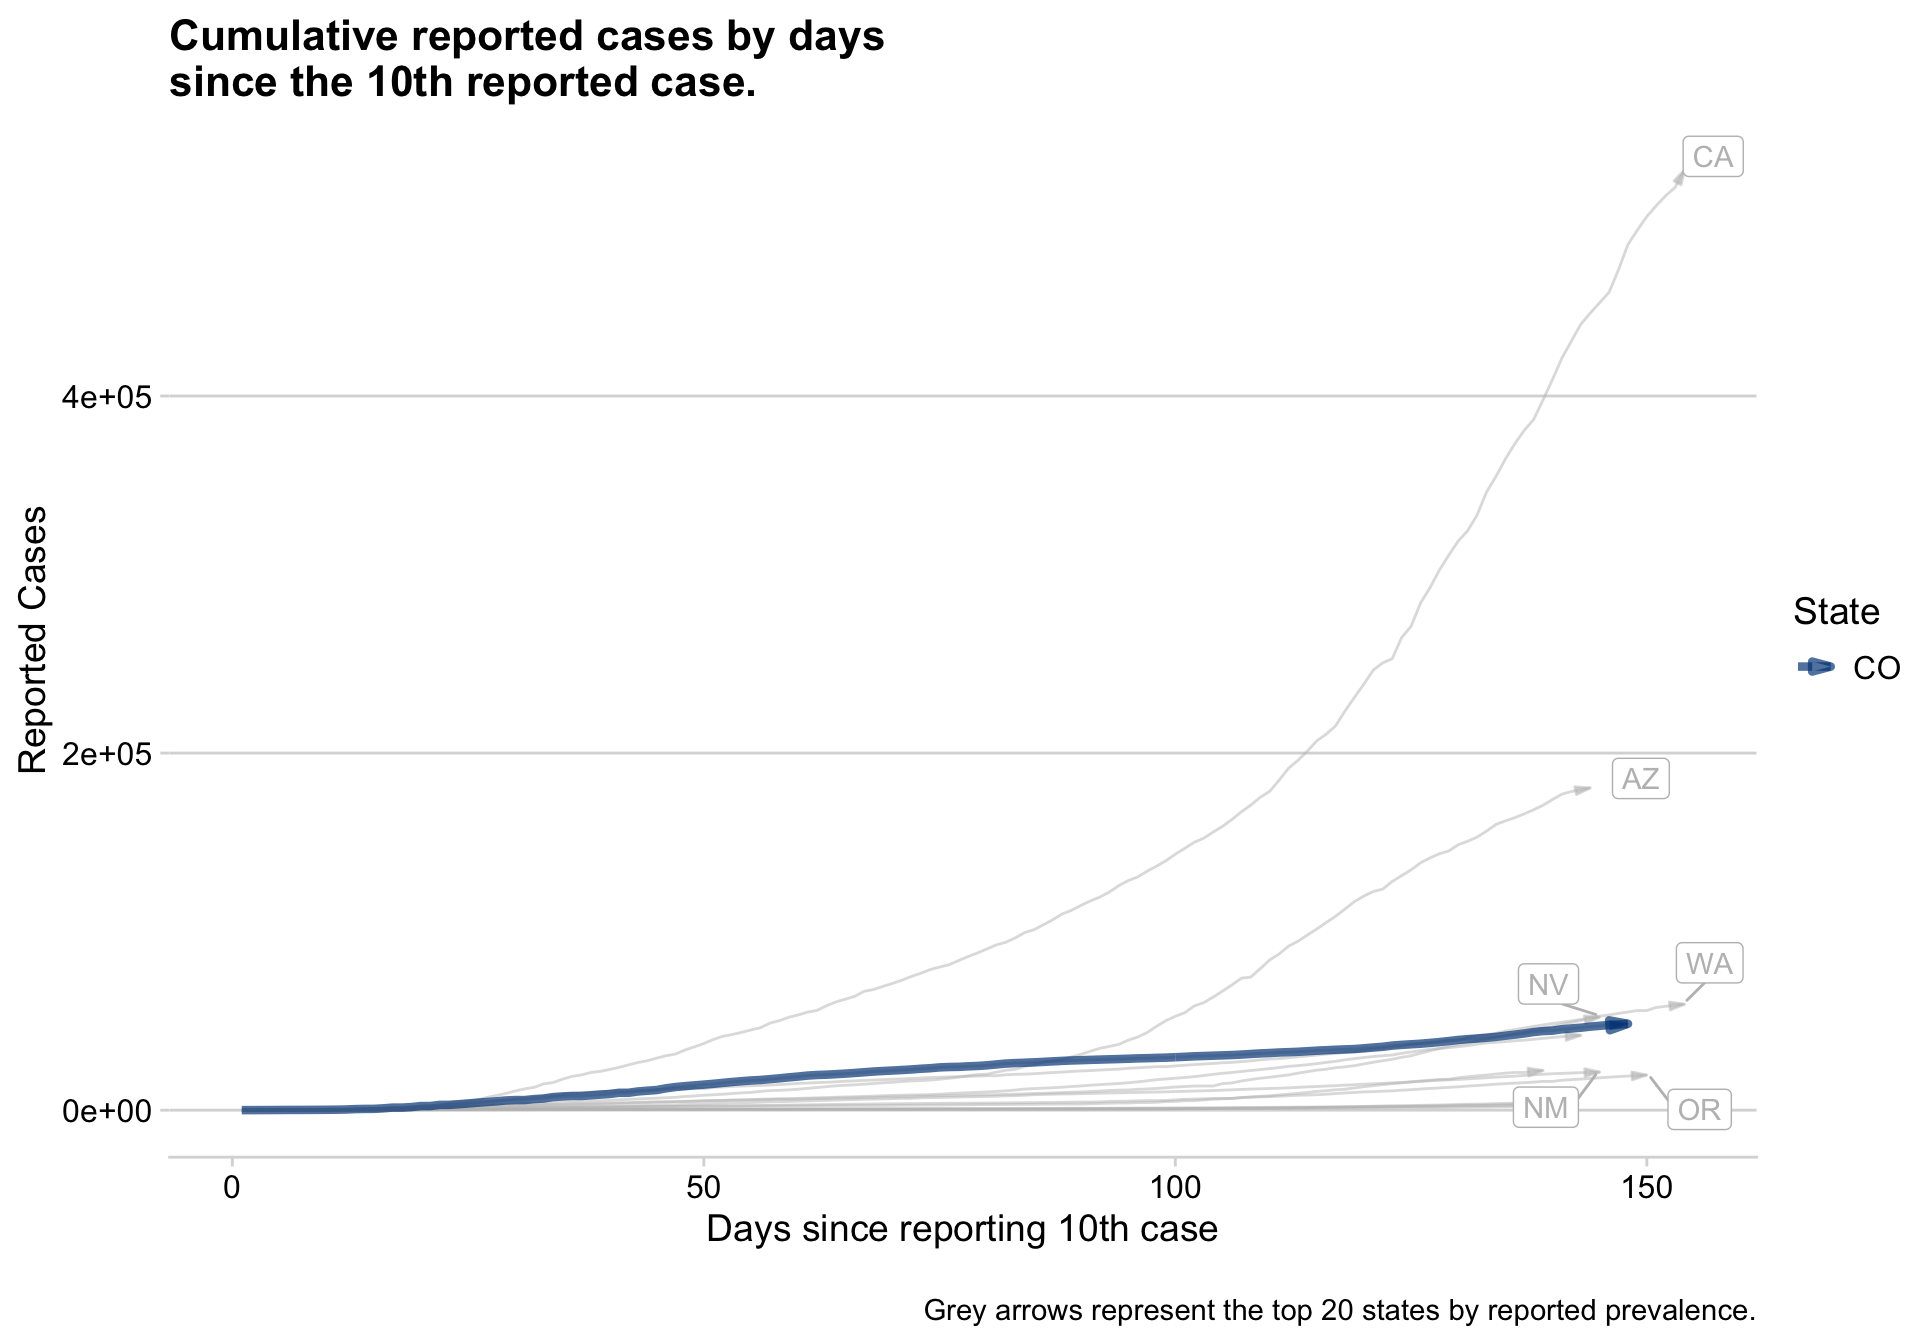 Cumulative reported cases by days
since the 10th reported case.
CA
4e+05
Reported Cases
State
CO
2e+05
AZ
WA
NV
0e+00
NM
OR
0
50
100
150
Days since reporting 10th case
Grey arrows represent the top 20 states by reported prevalence.